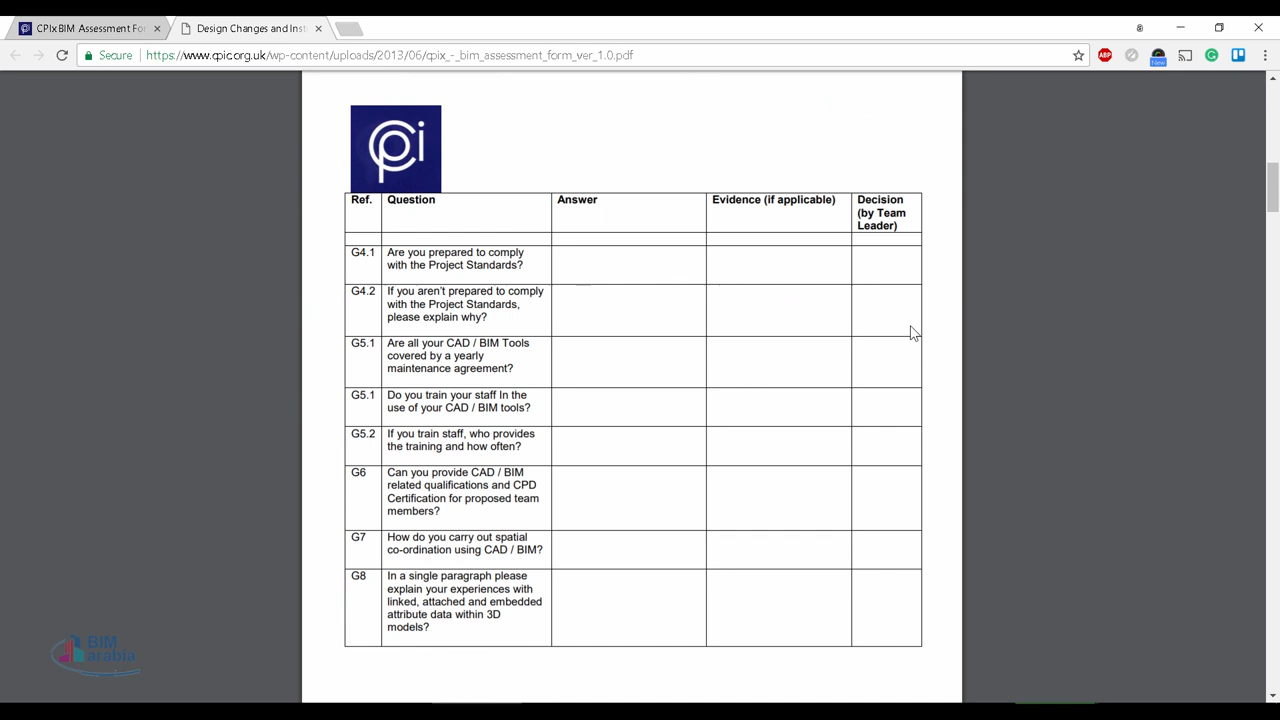 CPIxBIM Assessment For
Design Changes and Inst
Secure
https://www.cpic.org.uk/wp-content/uploads/2013/06/cpix_-_bim_assessment_form_ver_1.0.pdf
ABP
New
cpi
Ref.
Question
Answer
Evidence (if applicable)
Decision
(by Team
Leader)
G4.1
Are you prepared to comply
with the Project Standards?
G4.2
If you aren't prepared to comply
with the Project Standards,
please explain why?
G5.1
Are all your CAD / BIM Tools
covered by a yearly
maintenance agreement?
G5.1
Do you train your staff In the
use of your CAD / BIM tools?
G5.2
If you train staff, who provides
the training and how often?
G6
Can you provide CAD / BIM
related qualifications and CPD
Certification for proposed team
members?
G7
How do you carry out spatial
co-ordination using CAD / BIM?
G8
In a single paragraph please
explain your experiences with
linked, attached and embedded
attribute data within 3D
models?
BIM
arabia